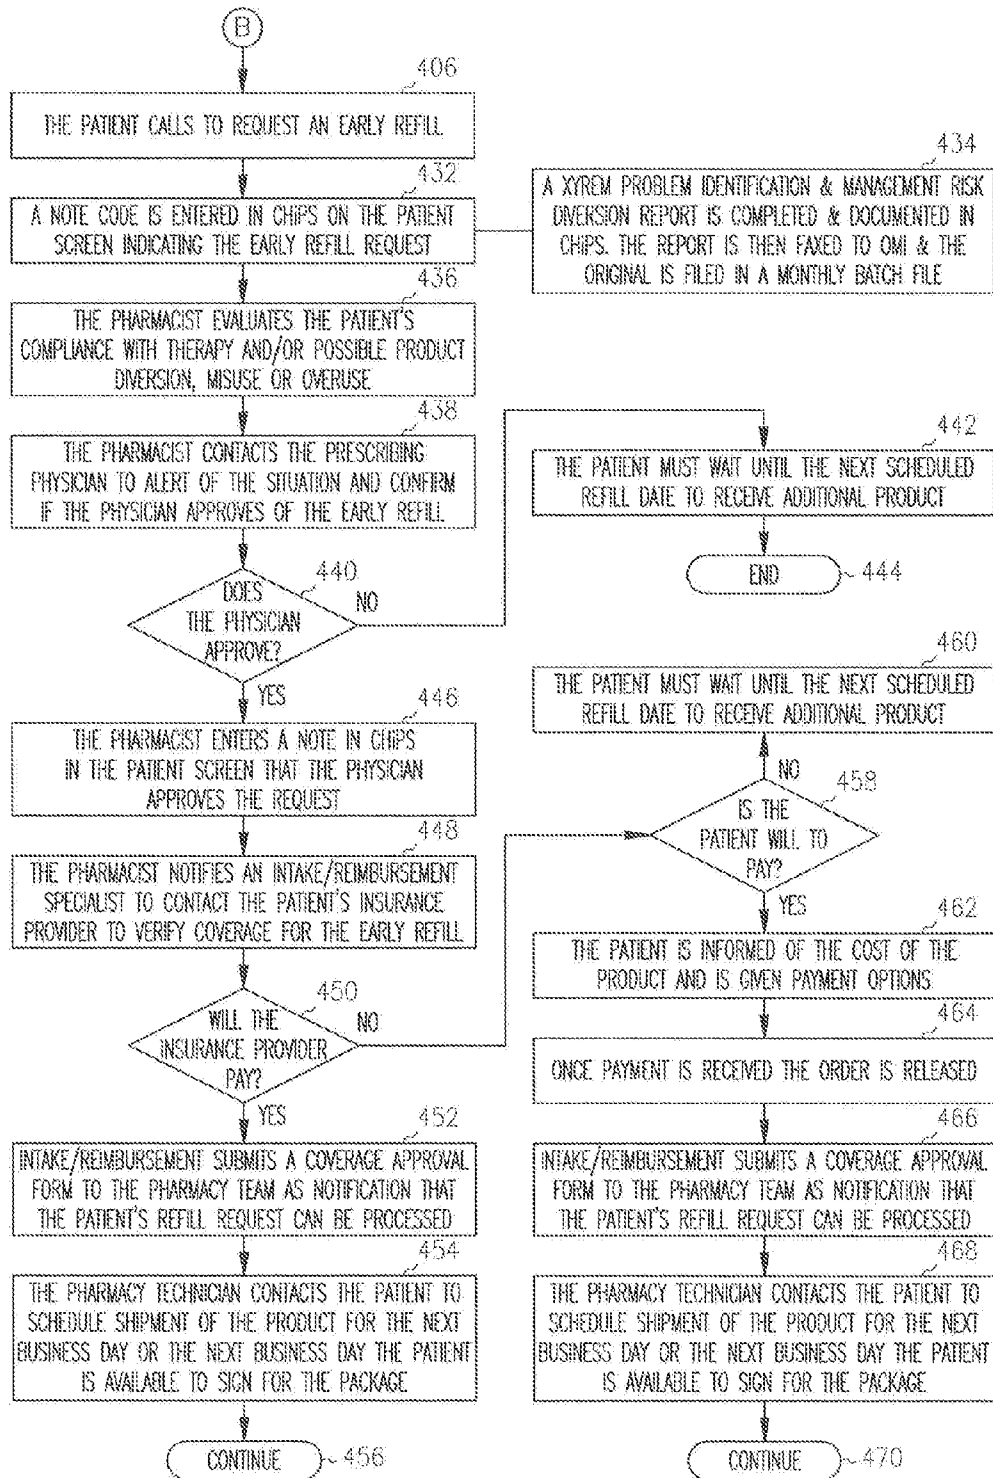 B
406
THE PATIENT CALLS TO REQUEST AN EARLY REFILL
432
A NOTE CODE IS ENTERED IN CHIPS ON THE PATIENT
SCREEN INDICATING THE EARLY REFILL REQUEST
434
A XYREM PROBLEM IDENTIFICATION & MANAGEMENT RISK
DIVERSION REPORT IS COMPLETED & DOCUMENTED IN
CHIPS. THE REPORT IS THEN FAXED TO OMI & THE
ORIGINAL IS FILED IN A MONTHLY BATCH FILE
436
THE PHARMACIST EVALUATES THE PATIENT'S
COMPLIANCE WITH THERAPY AND/OR POSSIBLE PRODUCT
DIVERSION, MISUSE OR OVERUSE
438
THE PHARMACIST CONTACTS THE PRESCRIBING
PHYSICIAN TO ALERT OF THE SITUATION AND CONFIRM
IF THE PHYSICIAN APPROVES OF THE EARLY REFILL
440
DOES
THE PHYSICIAN
APPROVE?
NO
YES
442
THE PATIENT MUST WAIT UNTIL THE NEXT SCHEDULED
REFILL DATE TO RECEIVE ADDITIONAL PRODUCT
END
444
446
THE PHARMACIST ENTERS A NOTE IN CHIPS
IN THE PATIENT SCREEN THAT THE PHYSICIAN
APPROVES THE REQUEST
448
THE PHARMACIST NOTIFIES AN INTAKE/REIMBURSEMENT
SPECIALIST TO CONTACT THE PATIENT'S INSURANCE
PROVIDER TO VERIFY COVERAGE FOR THE EARLY REFILL
450
WILL THE
INSURANCE PROVIDER
PAY?
NO
YES
452
INTAKE/REIMBURSEMENT SUBMITS A COVERAGE APPROVAL
FORM TO THE PHARMACY TEAM AS NOTIFICATION THAT
THE PATIENT'S REFILL REQUEST CAN BE PROCESSED
454
THE PHARMACY TECHNICIAN CONTACTS THE PATIENT TO
SCHEDULE SHIPMENT OF THE PRODUCT FOR THE NEXT
BUSINESS DAY OR THE NEXT BUSINESS DAY THE PATIENT
IS AVAILABLE TO SIGN FOR THE PACKAGE
CONTINUE
456
460
THE PATIENT MUST WAIT UNTIL THE NEXT SCHEDULED
REFILL DATE TO RECEIVE ADDITIONAL PRODUCT
NO
458
IS THE
PATIENT WILL TO
PAY?
YES
462
THE PATIENT IS INFORMED OF THE COST OF THE
PRODUCT AND IS GIVEN PAYMENT OPTIONS
464
ONCE PAYMENT IS RECEIVED THE ORDER IS RELEASED
466
INTAKE/REIMBURSEMENT SUBMITS A COVERAGE APPROVAL
FORM TO THE PHARMACY TEAM AS NOTIFICATION THAT
THE PATIENT'S REFILL REQUEST CAN BE PROCESSED
468
THE PHARMACY TECHNICIAN CONTACTS THE PATIENT TO
SCHEDULE SHIPMENT OF THE PRODUCT FOR THE NEXT
BUSINESS DAY OR THE NEXT BUSINESS DAY THE PATIENT
IS AVAILABLE TO SIGN FOR THE PACKAGE
CONTINUE
470